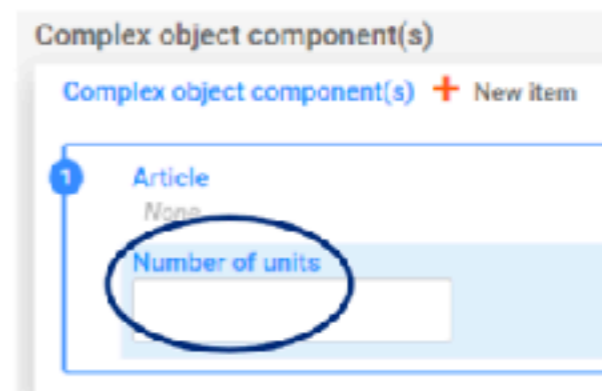 Complex object component(s)
Complex object component(s) + New item
1
Article
None
Number of units